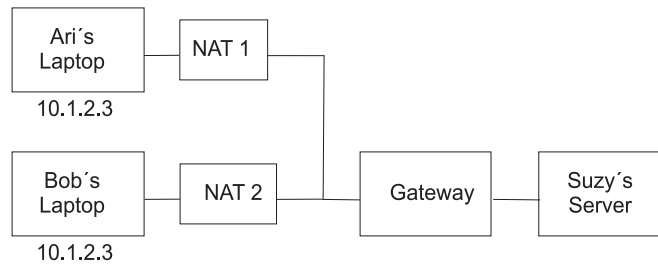 Ari´s
Laptop
NAT 1
10.1.2.3
Bob´s
Laptop
NAT 2
Gateway
Suzy´s
Server
10.1.2.3